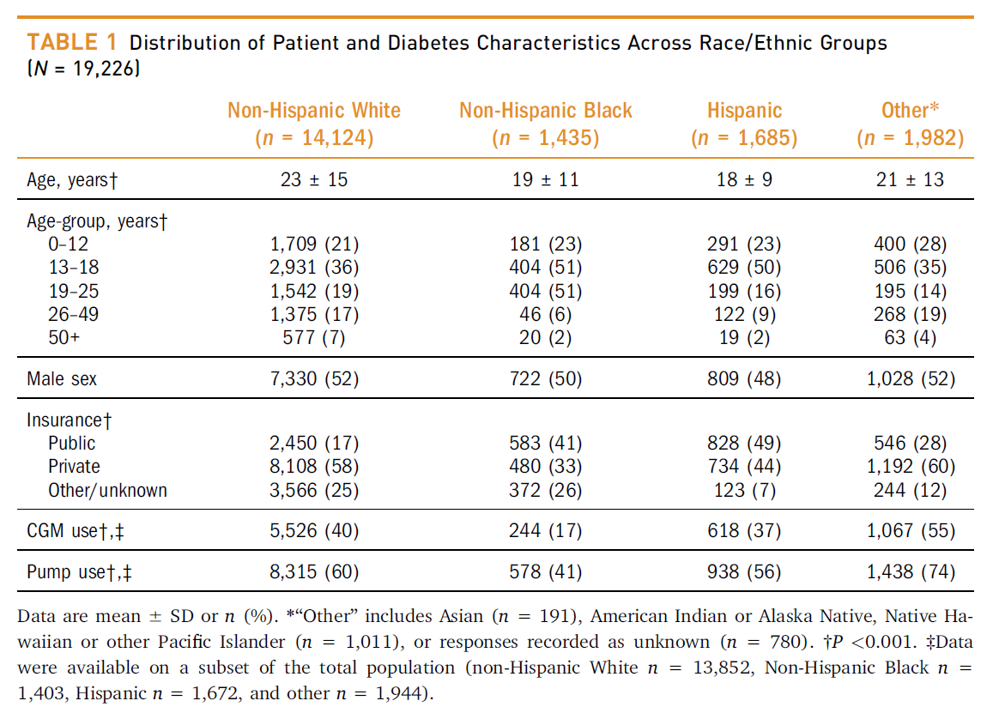 TABLE 1 Distribution of Patient and Diabetes Characteristics Across Race/Ethnic Groups
(N = 19,226)
Non-Hispanic White Non-Hispanic Black Hispanic Other*
(n = 14,124) (n = 1,435) (n = 1,685) (n = 1,982)
Age, years† 23 ± 15 19 ± 11 18 ± 9 21 ± 13
Age-group, years†
0–12 1,709 (21) 181 (23) 291 (23) 400 (28)
13–18 2,931 (36) 404 (51) 629 (50) 506 (35)
19–25 1,542 (19) 404 (51) 199 (16) 195 (14)
26–49 1,375 (17) 46 (6) 122 (9) 268 (19)
50+ 577 (7) 20 (2) 19 (2) 63 (4)
Male sex 7,330 (52) 722 (50) 809 (48) 1,028 (52)
Insurance†
Public 2,450 (17) 583 (41) 828 (49) 546 (28)
Private 8,108 (58) 480 (33) 734 (44) 1,192 (60)
Other/unknown 3,566 (25) 372 (26) 123 (7) 244 (12)
CGM use†,‡ 5,526 (40) 244 (17) 618 (37) 1,067 (55)
Pump use†,‡ 8,315 (60) 578 (41) 938 (56) 1,438 (74)
Data are mean ± SD or n (%). *“Other” includes Asian (n = 191), American Indian or Alaska Native, Native Ha-
waiian or other Pacific Islander (n = 1,011), or responses recorded as unknown (n = 780). †P <0.001. ‡Data
were available on a subset of the total population (non-Hispanic White n = 13,852, Non-Hispanic Black n =
1,403, Hispanic n = 1,672, and other n = 1,944).